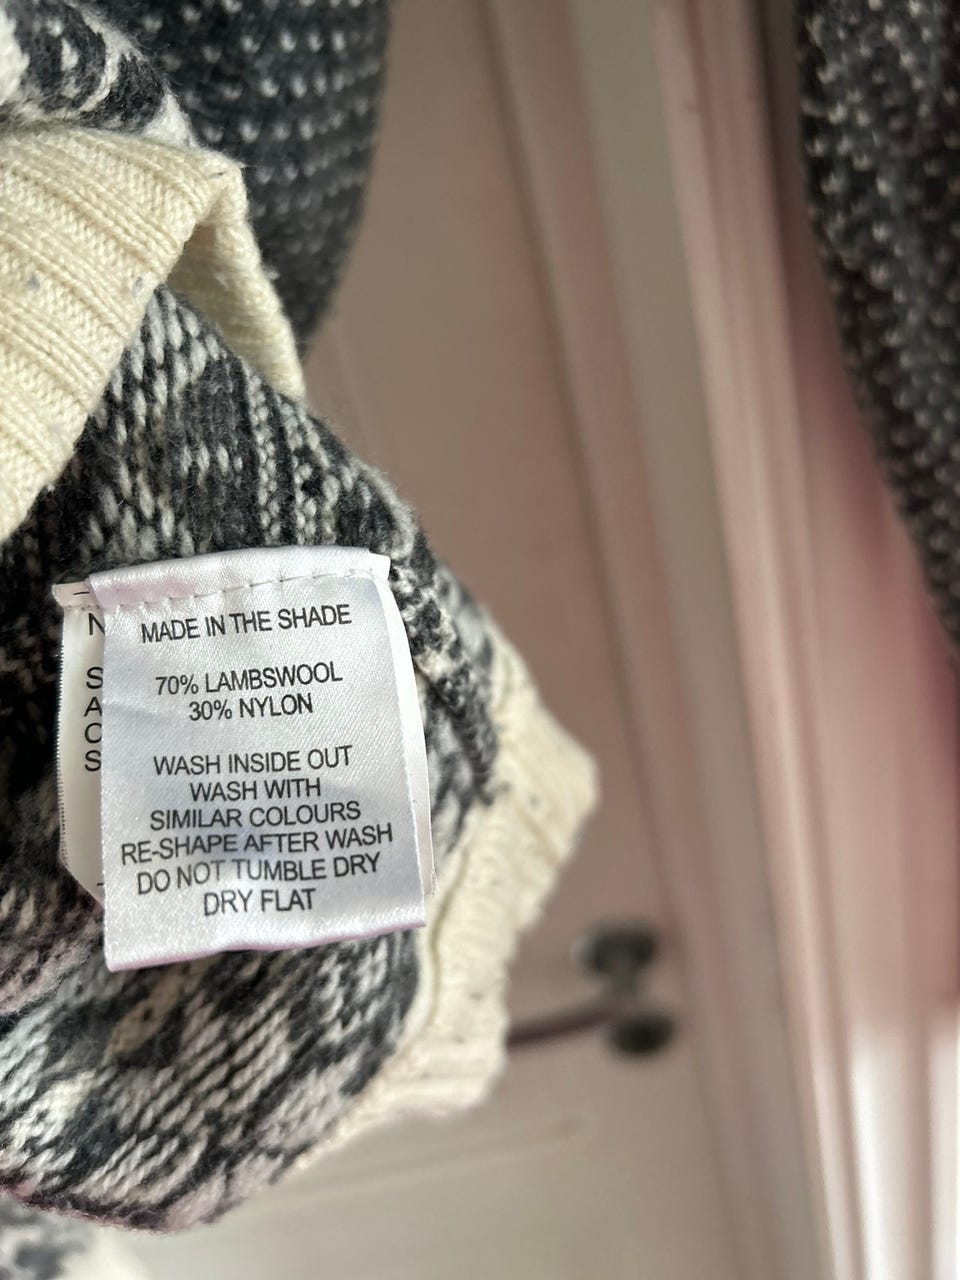 MADE IN THE SHADE
70% LAMBSWOOL
30% NYLON
WASH INSIDE OUT
WASH WITH
SIMILAR COLOURS
RE-SHAPE AFTER WASH
DO NOT TUMBLE DRY
DRY FLAT